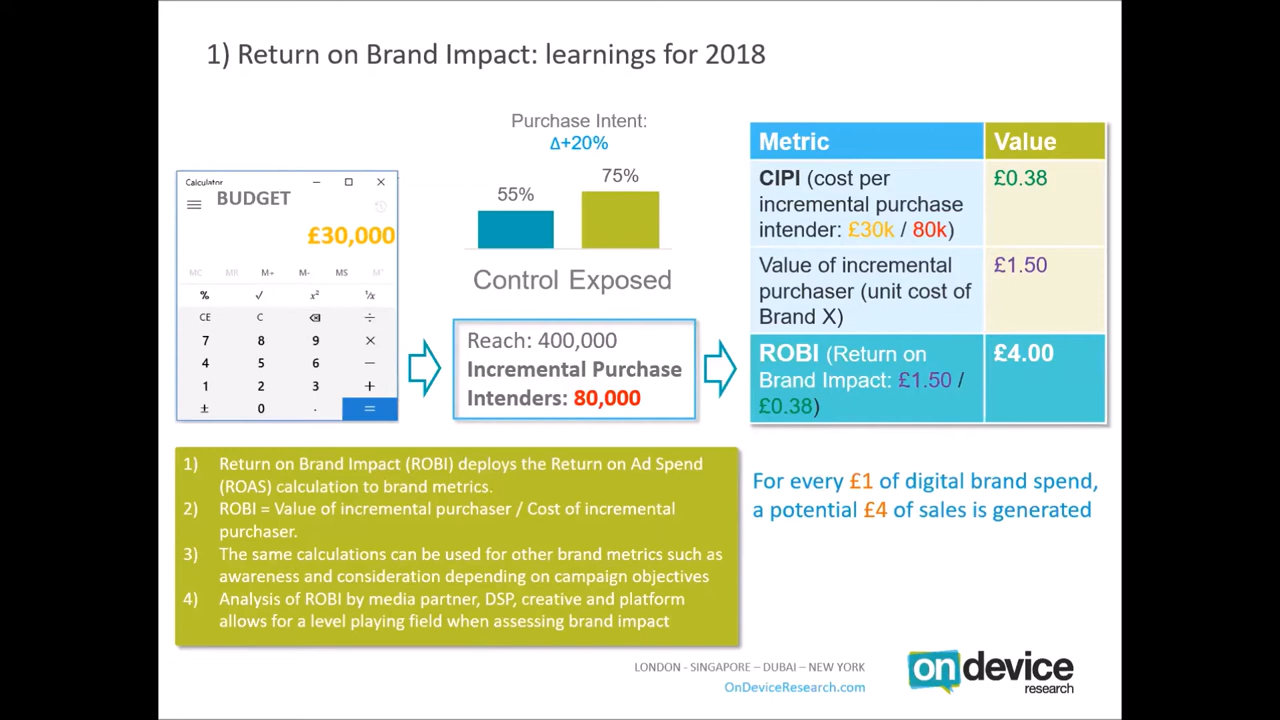 1) Return on Brand Impact: learnings for 2018
Purchase Intent:
Δ+20%
55%
75%
Control Exposed
Calculator
BUDGET
£30,000
MC MR M+ M- MS M˅
% √ x² ¹/x
CE C ⌫ ÷
7 8 9 ×
4 5 6 −
1 2 3 +
± 0 . =
Reach: 400,000
Incremental Purchase
Intenders: 80,000
Metric Value
CIPI (cost per £0.38
incremental purchase
intender: £30k / 80k)
Value of incremental £1.50
purchaser (unit cost of
Brand X)
ROBI (Return on £4.00
Brand Impact: £1.50 /
£0.38)
1) Return on Brand Impact (ROBI) deploys the Return on Ad Spend
(ROAS) calculation to brand metrics.
2) ROBI = Value of incremental purchaser / Cost of incremental
purchaser.
3) The same calculations can be used for other brand metrics such as
awareness and consideration depending on campaign objectives
4) Analysis of ROBI by media partner, DSP, creative and platform
allows for a level playing field when assessing brand impact
For every £1 of digital brand spend,
a potential £4 of sales is generated
LONDON - SINGAPORE – DUBAI – NEW YORK
OnDeviceResearch.com
on device
research